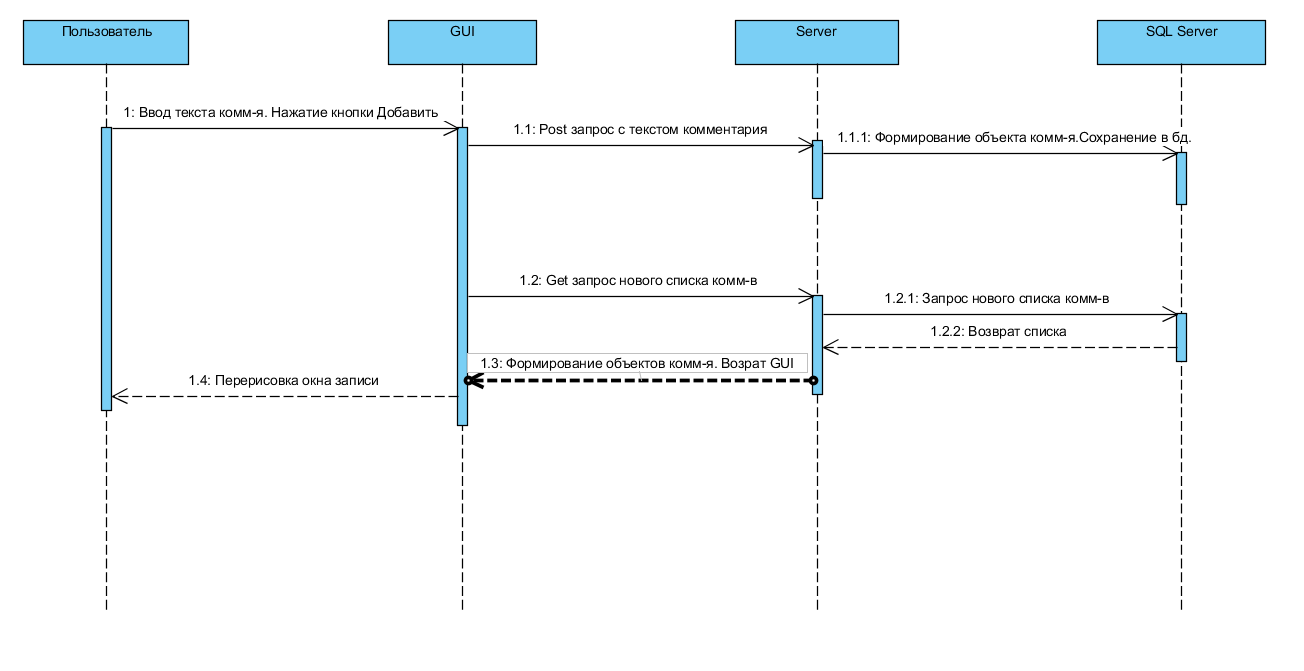 Пользователь
GUI
Server
SQL Server
1: Ввод текста комм-я. Нажатие кнопки Добавить
1.1: Post запрос с текстом комментария
1.1.1: Формирование объекта комм-я.Сохранение в бд.
1.2: Get запрос нового списка комм-в
1.2.1: Запрос нового списка комм-в
1.2.2: Возврат списка
1.3: Формирование объектов комм-я. Возрат GUI
1.4: Перерисовка окна записи